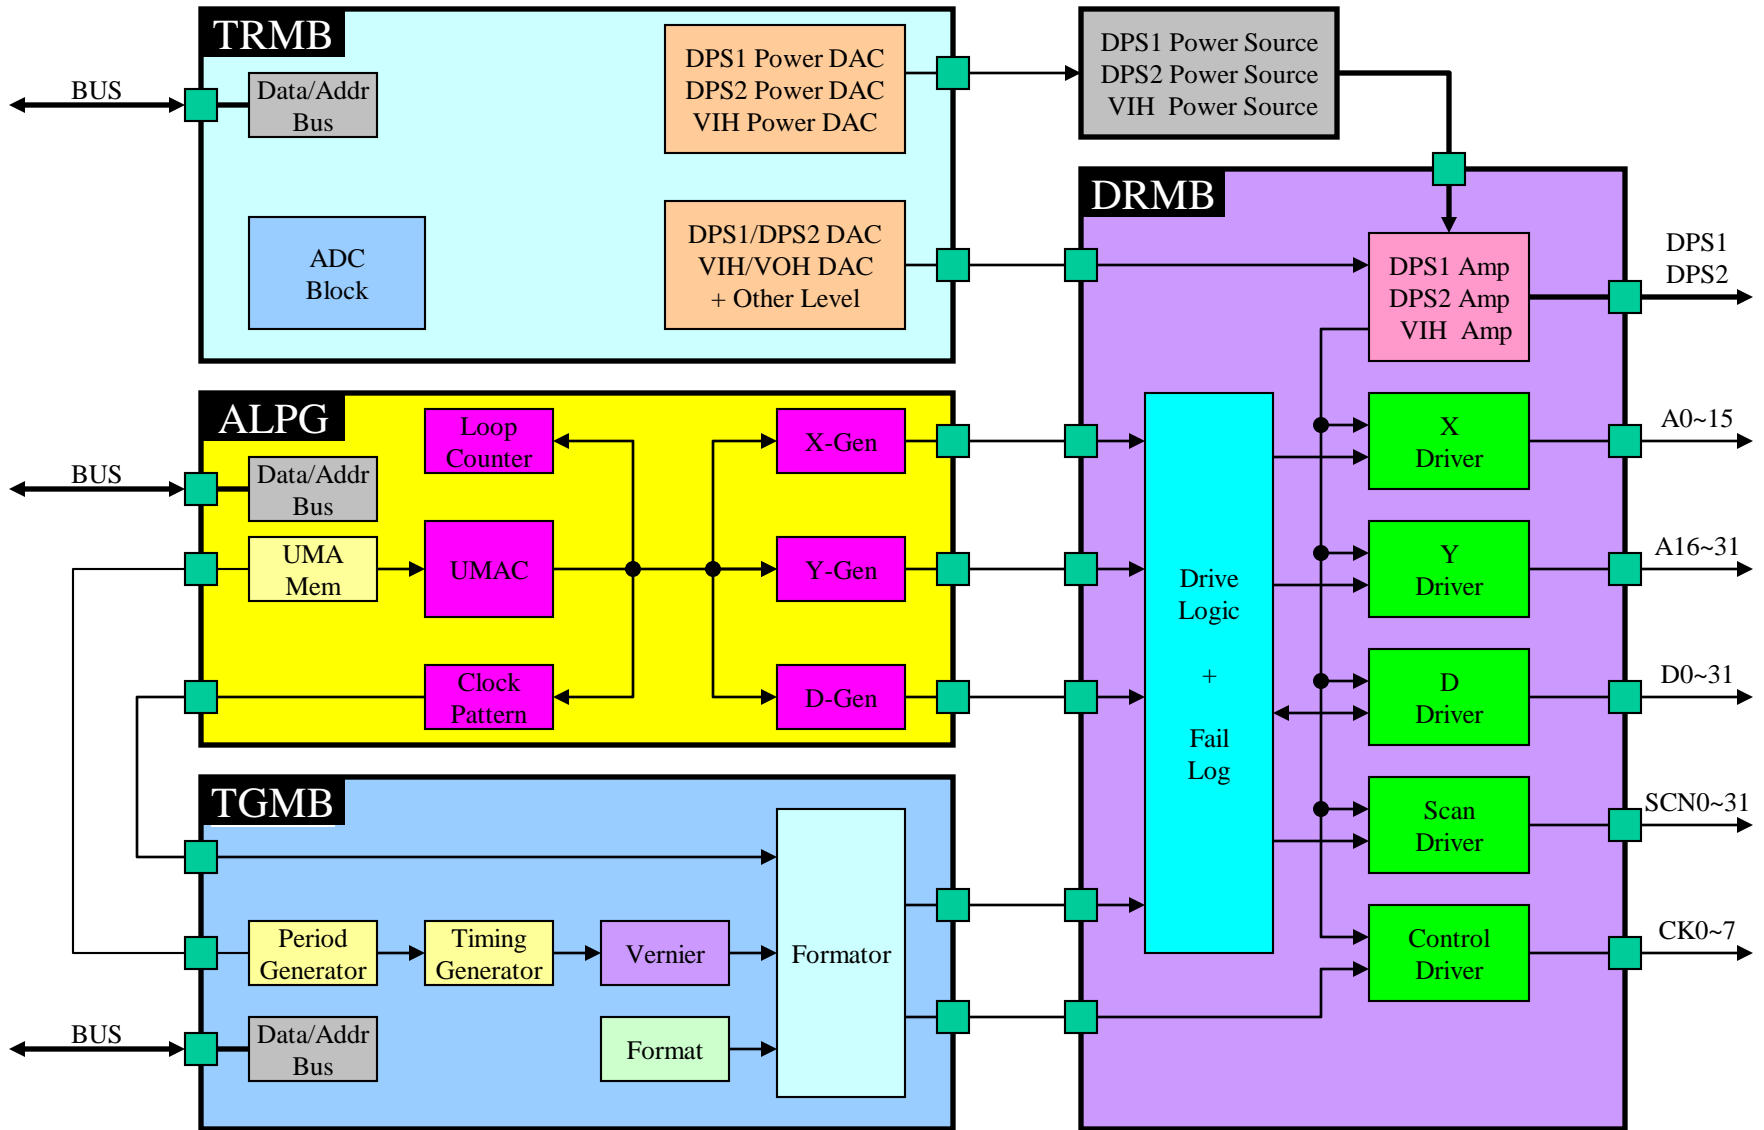 TRMB
BUS
Data/Addr
Bus
DPS1 Power DAC
DPS2 Power DAC
VIH Power DAC
DPS1 Power Source
DPS2 Power Source
VIH Power Source
ADC
Block
DPS1/DPS2 DAC
VIH/VOH DAC
+ Other Level
DRMB
DPS1 Amp
DPS2 Amp
VIH Amp
DPS1
DPS2
ALPG
Loop
Counter
X-Gen
BUS
Data/Addr
Bus
UMA
Mem
UMAC
Y-Gen
Clock
Pattern
D-Gen
Drive
Logic
+
Fail
Log
X
Driver
A0~15
Y
Driver
A16~31
D
Driver
D0~31
Scan
Driver
SCN0~31
Control
Driver
CK0~7
TGMB
Period
Generator
Timing
Generator
Vernier
Formator
BUS
Data/Addr
Bus
Format